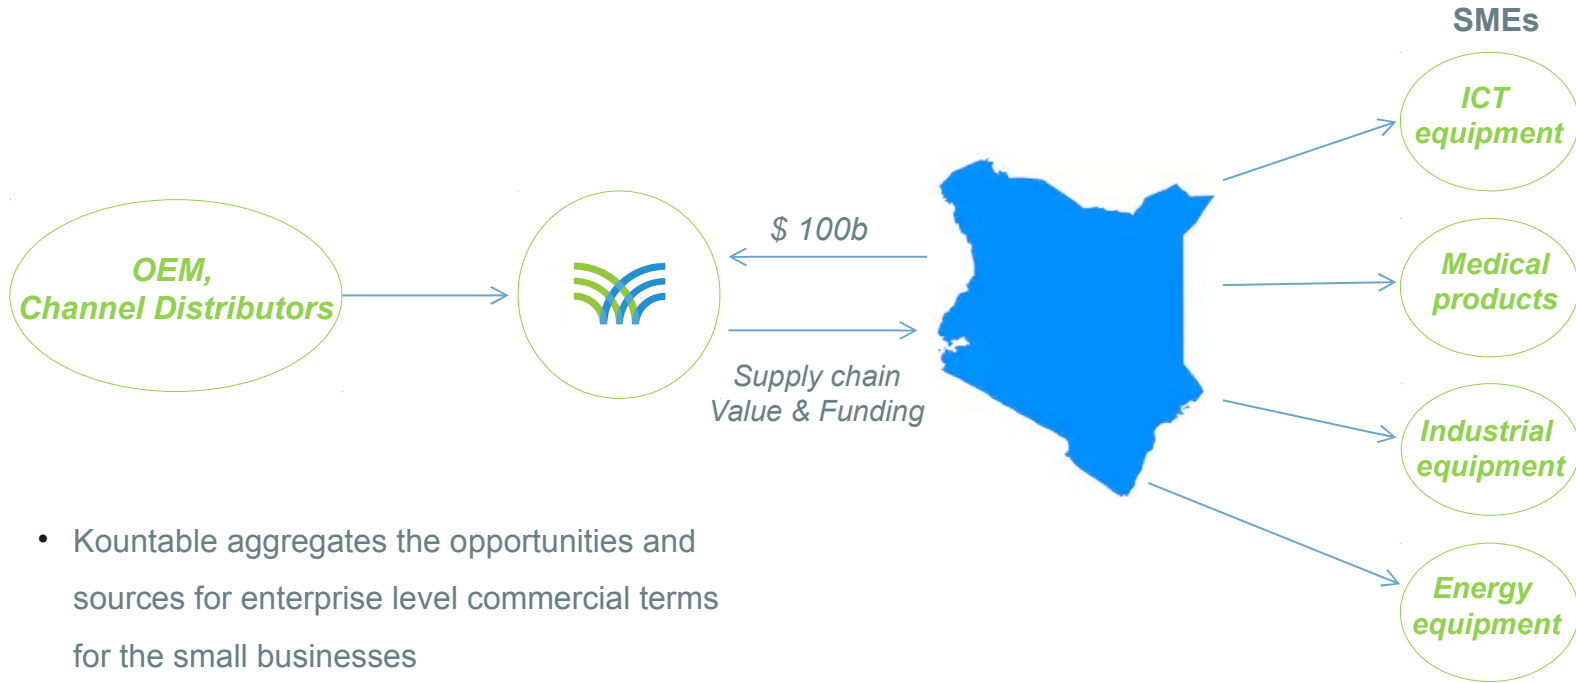 SMEs
ICT
equipment
OEM,
Channel Distributors
$ 100b
Supply chain
Value & Funding
Medical
products
Industrial
equipment
Energy
equipment
• Kountable aggregates the opportunities and
sources for enterprise level commercial terms
for the small businesses